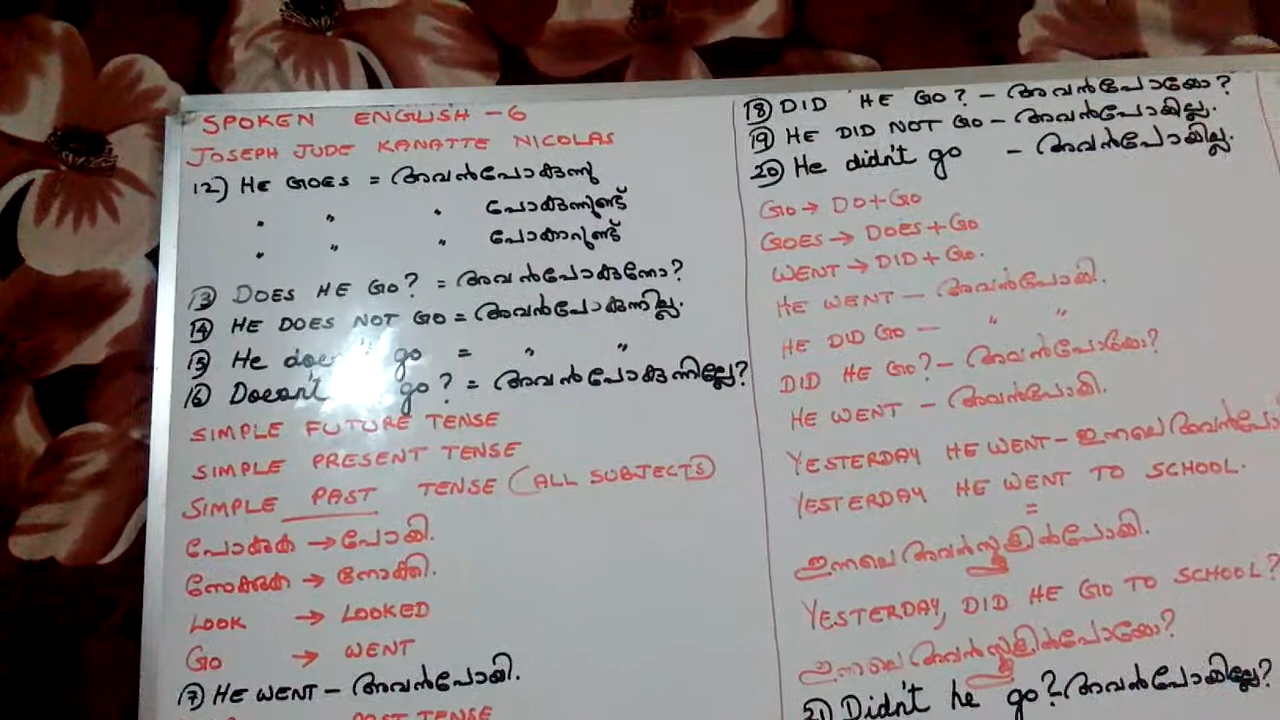 SPOKEN ENGLISH -6
JOSEPH JUDE KANATTE NICOLAS
12) HE GOES = അവൻപോകുന്നു
" " " പോകുന്നുണ്ട്
" " " പോകാറുണ്ട്
13 DOES HE GO? = അവൻപോകുന്നോ?
14 HE DOES NOT GO = അവൻപോകുന്നില്ല.
15 He doesn't go = " "
16 Doesn't go? = അവൻപോകുന്നില്ലേ?
SIMPLE FUTURE TENSE
SIMPLE PRESENT TENSE
SIMPLE PAST TENSE (ALL SUBJECTS)
പോകുക → പോയി.
നോക്കുക → നോക്കി.
LOOK → LOOKED
GO → WENT
17 HE WENT - അവൻപോയി.
PAST TENSE
18 DID HE GO? - അവൻപോയോ?
19 HE DID NOT GO - അവൻപോയില്ല.
20 He didn't go - അവൻപോയില്ല.
GO → DO+GO
GOES → DOES+GO
WENT → DID+GO.
HE WENT - അവൻപോയി.
HE DID GO - " "
DID HE GO? - അവൻപോയോ?
HE WENT - അവൻപോയി.
YESTERDAY HE WENT - ഇന്നലെ അവൻപോ
YESTERDAY HE WENT TO SCHOOL.
=
ഇന്നലെ അവൻസ്കൂളിൽപോയി.
YESTERDAY, DID HE GO TO SCHOOL?
ഇന്നലെ അവൻസ്കൂളിൽപോയോ?
21 Didn't he go? അവൻപോയില്ലേ?